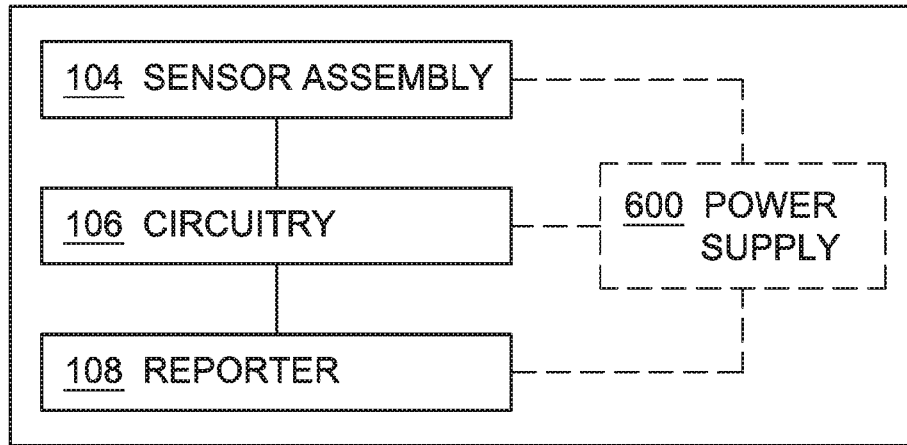 104 SENSOR ASSEMBLY
106 CIRCUITRY
600 POWER
SUPPLY
108 REPORTER